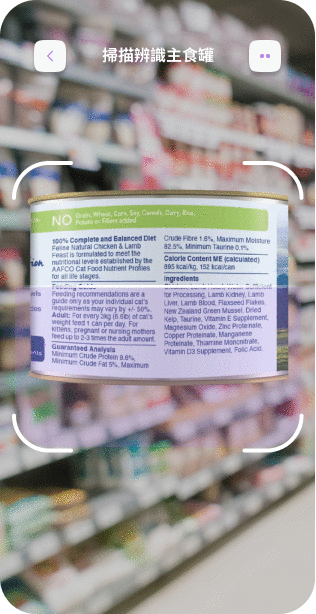 掃描辨識主食罐
NO Grain, Wheat, Corn, Soy, Cereals, Dairy, Rice,
Potato or Fillers added
100% Complete and Balanced Diet
Feline Natural Chicken & Lamb
Feast is formulated to meet the
nutritional levels established by the
AAFCO Cat Food Nutrient Profiles
for all life stages.
Feeding Guide
Feeding recommendations are a
guide only as your individual cat's
requirements may vary by +/- 50%.
Adult: For every 3kg (6.6lb) of cat's
weight feed 1 can per day. For
Kittens, pregnant or nursing mothers
feed up to 2-3 times the adult amount.
Guaranteed Analysis
Minimum Crude Protein 9.6%,
Minimum Crude Fat 5%, Maximum
Crude Fibre 1.6%, Maximum Moisture
82.5%, Minimum Taurine 0.1%
Calorie Content ME (calculated)
895 kcal/kg, 152 kcal/can
Ingredients
for Processing, Lamb Kidney, Lamb
Liver, Lamb Blood, Flaxseed Flakes,
New Zealand Green Mussel, Dried
Kelp, Taurine, Vitamin E Supplement,
Magnesium Oxide, Zinc Proteinate,
Copper Proteinate, Manganese
Proteinate, Thiamine Mononitrate,
Vitamin D3 Supplement, Folic Acid.